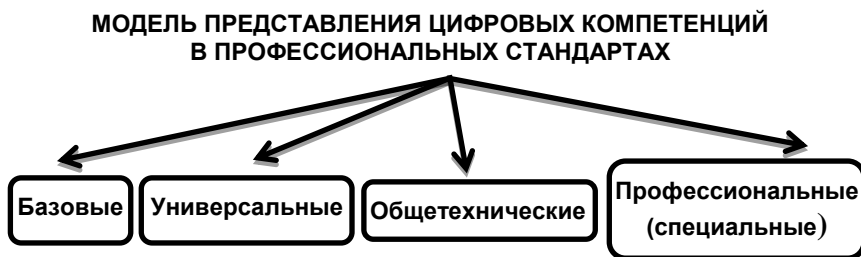 МОДЕЛЬ ПРЕДСТАВЛЕНИЯ ЦИФРОВЫХ КОМПЕТЕНЦИЙ
В ПРОФЕССИОНАЛЬНЫХ СТАНДАРТАХ
Базовые
Универсальные
Общетехнические
Профессиональные
(специальные)